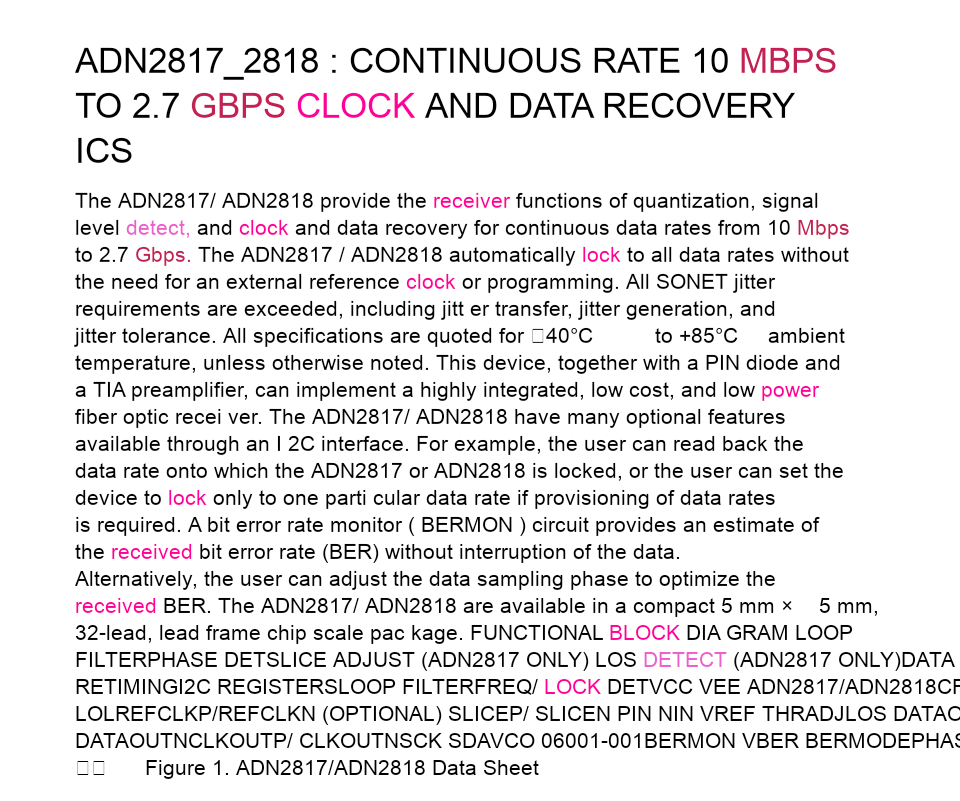 ADN2817_2818 : CONTINUOUS RATE 10 MBPS
TO 2.7 GBPS CLOCK AND DATA RECOVERY
ICS
The ADN2817/ ADN2818 provide the receiver functions of quantization, signal
level detect, and clock and data recovery for continuous data rates from 10 Mbps
to 2.7 Gbps. The ADN2817 / ADN2818 automatically lock to all data rates without
the need for an external reference clock or programming. All SONET jitter
requirements are exceeded, including jitt er transfer, jitter generation, and
jitter tolerance. All specifications are quoted for □40°C to +85°C ambient
temperature, unless otherwise noted. This device, together with a PIN diode and
a TIA preamplifier, can implement a highly integrated, low cost, and low power
fiber optic recei ver. The ADN2817/ ADN2818 have many optional features
available through an I 2C interface. For example, the user can read back the
data rate onto which the ADN2817 or ADN2818 is locked, or the user can set the
device to lock only to one parti cular data rate if provisioning of data rates
is required. A bit error rate monitor ( BERMON ) circuit provides an estimate of
the received bit error rate (BER) without interruption of the data.
Alternatively, the user can adjust the data sampling phase to optimize the
received BER. The ADN2817/ ADN2818 are available in a compact 5 mm × 5 mm,
32-lead, lead frame chip scale pac kage. FUNCTIONAL BLOCK DIA GRAM LOOP
FILTERPHASE DETSLICE ADJUST (ADN2817 ONLY) LOS DETECT (ADN2817 ONLY)DATA
RETIMINGI2C REGISTERSLOOP FILTERFREQ/ LOCK DETVCC VEE ADN2817/ADN2818CF
LOLREFCLKP/REFCLKN (OPTIONAL) SLICEP/ SLICEN PIN NIN VREF THRADJLOS DATAO
DATAOUTNCLKOUTP/ CLKOUTNSCK SDAVCO 06001-001BERMON VBER BERMODEPHAS
□□ Figure 1. ADN2817/ADN2818 Data Sheet